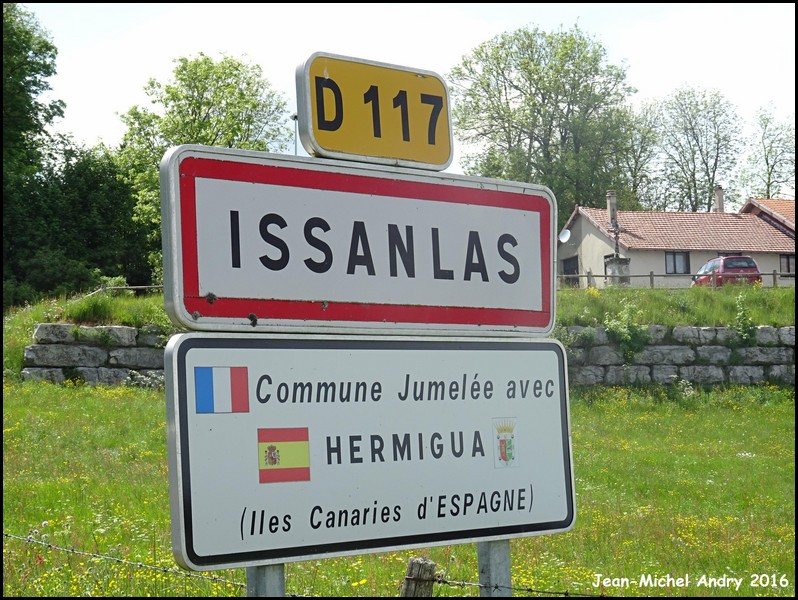 D 117
ISSANLAS
Commune Jumelée avec
HERMIGUA
(Iles Canaries d'ESPAGNE)
Jean-Michel Andry 2016